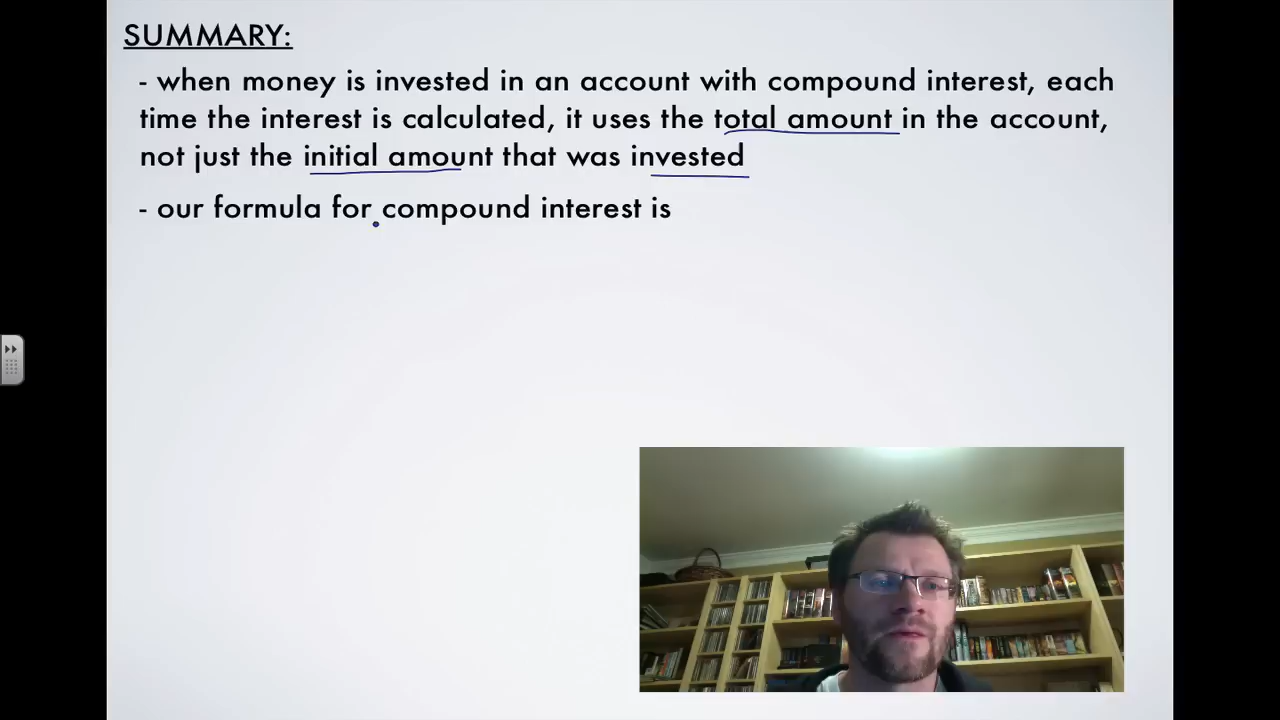 SUMMARY:
- when money is invested in an account with compound interest, each
time the interest is calculated, it uses the total amount in the account,
not just the initial amount that was invested
- our formula for compound interest is